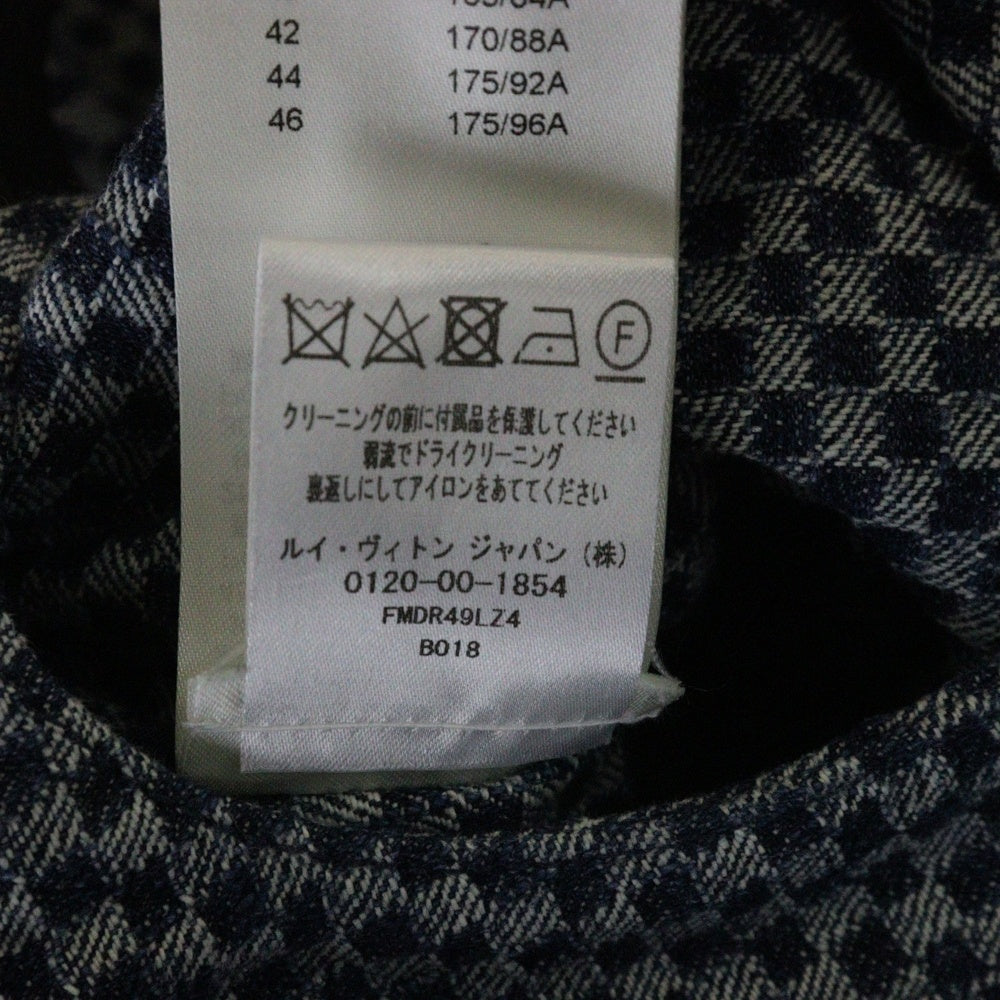 42 170/88A
44 175/92A
46 175/96A
F
クリーニングの前に付属品を保護してください
弱流でドライクリーニング
裏返しにしてアイロンをあててください
ルイ・ヴィトン ジャパン (株)
0120-00-1854
FMDR49LZ4
B018